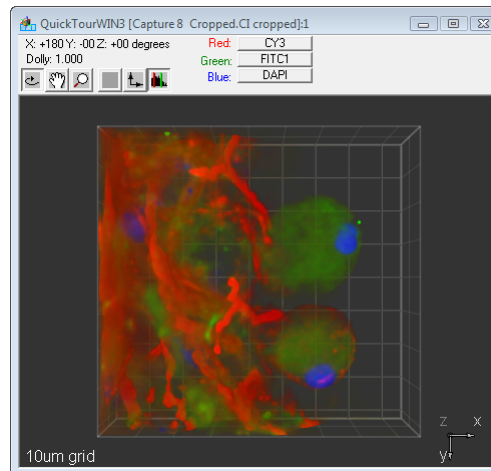 QuickTourWIN3 [Capture 8 Cropped.CI cropped]:1
X: +180 Y: -00 Z: +00 degrees
Dolly: 1.000
Red: CY3
Green: FITC1
Blue: DAPI
z
x
y
10um grid